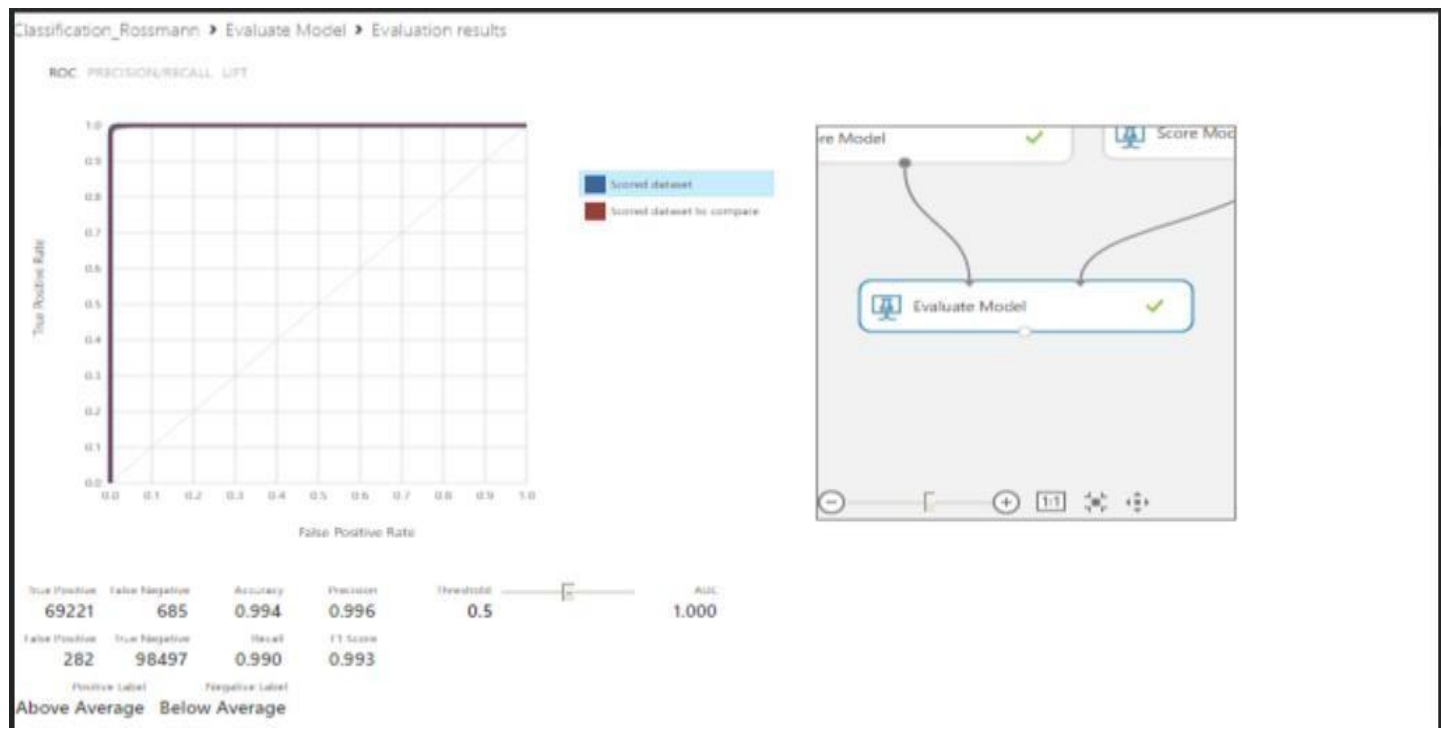 Classification_Rossmann > Evaluate Model > Evaluation results
ROC PRECISION/RECALL LIFT
1.0
0.9
0.8
0.7
0.6
0.5
0.4
0.3
0.2
0.1
0.0
True Positive Rate
0.0 0.1 0.2 0.3 0.4 0.5 0.6 0.7 0.8 0.9 1.0
False Positive Rate
Scored dataset
Scored dataset to compare
re Model
Score Mod
Evaluate Model
1:1
True Positive False Negative Accuracy Precision Threshold AUC
69221 685 0.994 0.996 0.5 1.000
False Positive True Negative Recall F1 Score
282 98497 0.990 0.993
Positive Label Negative Label
Above Average Below Average